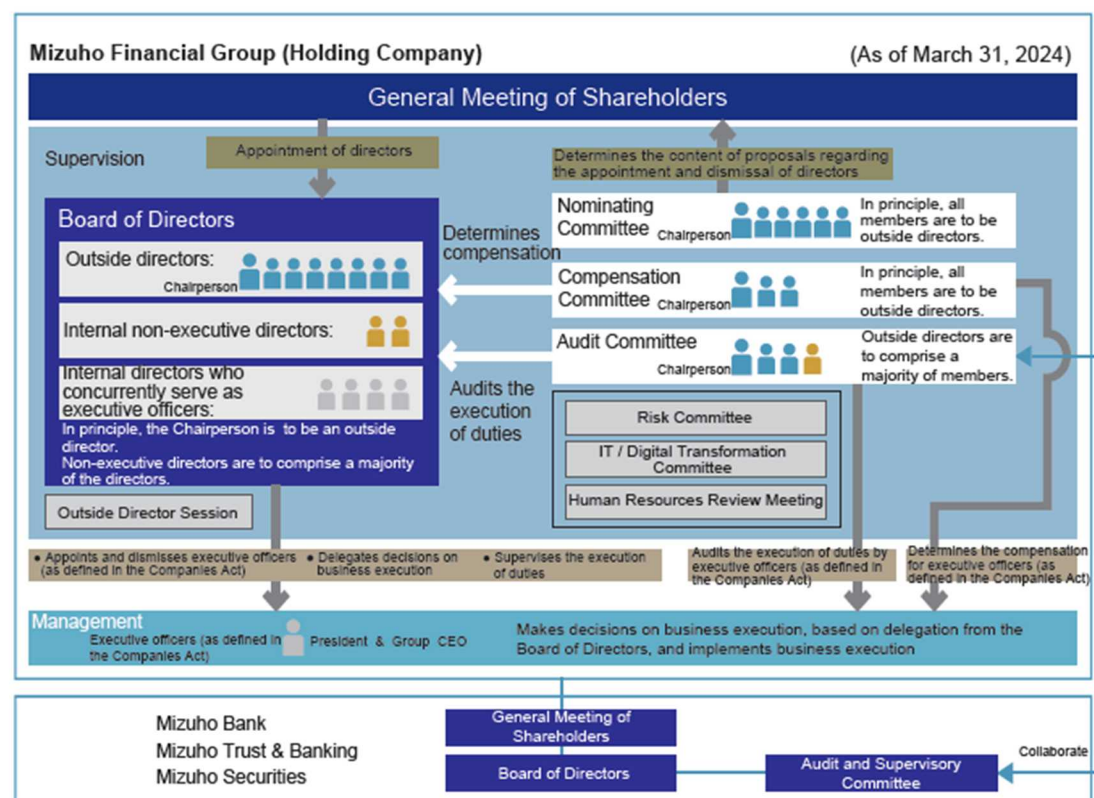 Mizuho Financial Group (Holding Company)
(As of March 31, 2024)
General Meeting of Shareholders
Supervision
Appointment of directors
Determines the content of proposals regarding
the appointment and dismissal of directors
Board of Directors
Outside directors:
Chairperson
Internal non-executive directors:
Internal directors who
concurrently serve as
executive officers:
In principle, the Chairperson is to be an outside
director.
Non-executive directors are to comprise a majority
of the directors.
Outside Director Session
Determines
compensation
Audits the
execution
of duties
Nominating
Committee
Chairperson
In principle, all
members are to be
outside directors.
Compensation
Committee
Chairperson
In principle, all
members are to be
outside directors.
Audit Committee
Chairperson
Outside directors are
to comprise a
majority of members.
Risk Committee
IT / Digital Transformation
Committee
Human Resources Review Meeting
● Appoints and dismisses executive officers
(as defined in the Companies Act)
● Delegates decisions on
business execution
● Supervises the execution
of duties
Audits the execution of duties by
executive officers (as defined in
the Companies Act)
Determines the compensation
for executive officers (as
defined in the Companies Act)
Management
Executive officers (as defined in
the Companies Act)
President & Group CEO
Makes decisions on business execution, based on delegation from the
Board of Directors, and implements business execution
Mizuho Bank
Mizuho Trust & Banking
Mizuho Securities
General Meeting of
Shareholders
Board of Directors
Audit and Supervisory
Committee
Collaborate